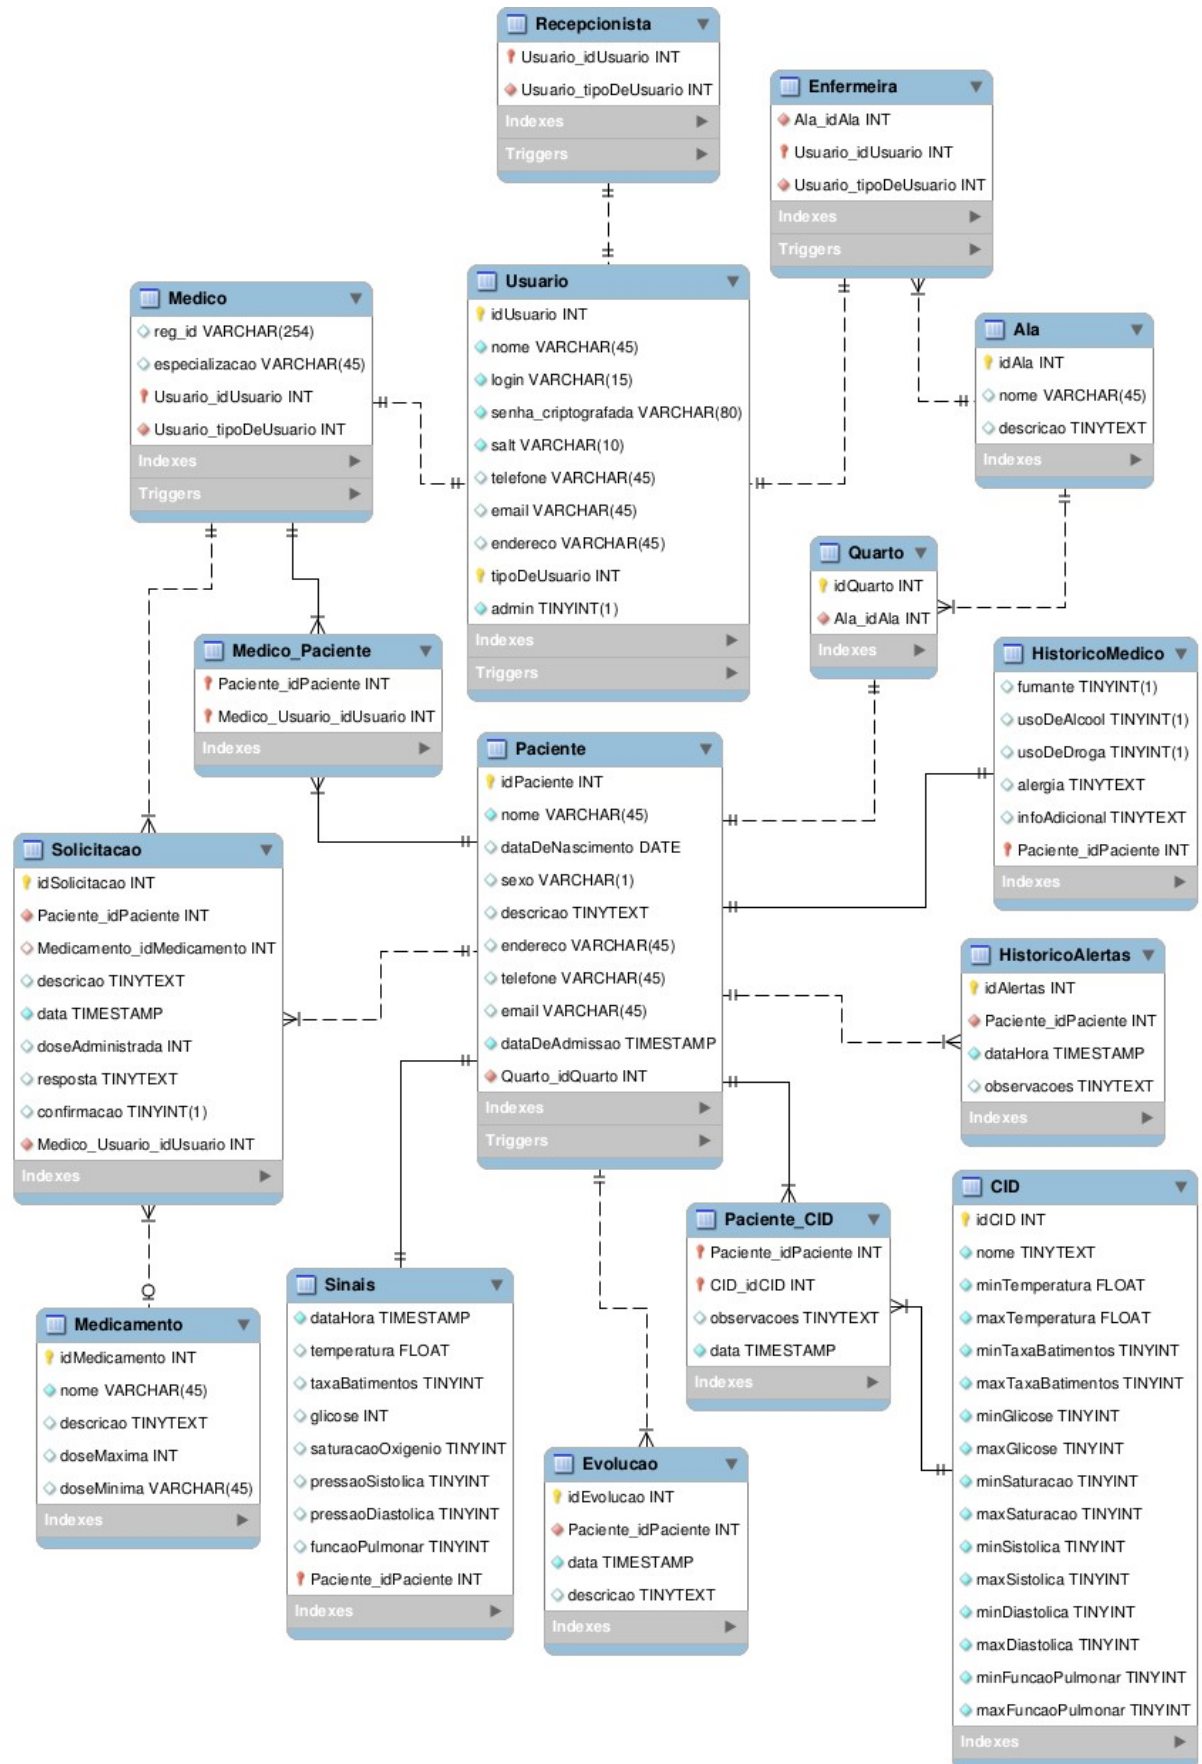 Recepcionista
Usuario_idUsuario INT
Usuario_tipoDeUsuario INT
Indexes
Triggers
Enfermeira
Ala_idAla INT
Usuario_idUsuario INT
Usuario_tipoDeUsuario INT
Indexes
Triggers
Medico
reg_id VARCHAR(254)
especializacao VARCHAR(45)
Usuario_idUsuario INT
Usuario_tipoDeUsuario INT
Indexes
Triggers
Usuario
idUsuario INT
nome VARCHAR(45)
login VARCHAR(15)
senha_criptografada VARCHAR(80)
salt VARCHAR(10)
telefone VARCHAR(45)
email VARCHAR(45)
endereco VARCHAR(45)
tipoDeUsuario INT
admin TINYINT(1)
Indexes
Triggers
Ala
idAla INT
nome VARCHAR(45)
descricao TINYTEXT
Indexes
Quarto
idQuarto INT
Ala_idAla INT
Indexes
Medico_Paciente
Paciente_idPaciente INT
Medico_Usuario_idUsuario INT
Indexes
HistoricoMedico
fumante TINYINT(1)
usoDeAlcool TINYINT(1)
usoDeDroga TINYINT(1)
alergia TINYTEXT
infoAdicional TINYTEXT
Paciente_idPaciente INT
Indexes
Paciente
idPaciente INT
nome VARCHAR(45)
dataDeNascimento DATE
sexo VARCHAR(1)
descricao TINYTEXT
endereco VARCHAR(45)
telefone VARCHAR(45)
email VARCHAR(45)
dataDeAdmissao TIMESTAMP
Quarto_idQuarto INT
Indexes
Triggers
Solicitacao
idSolicitacao INT
Paciente_idPaciente INT
Medicamento_idMedicamento INT
descricao TINYTEXT
data TIMESTAMP
doseAdministrada INT
resposta TINYTEXT
confirmacao TINYINT(1)
Medico_Usuario_idUsuario INT
Indexes
HistoricoAlertas
idAlertas INT
Paciente_idPaciente INT
dataHora TIMESTAMP
observacoes TINYTEXT
Indexes
Medicamento
idMedicamento INT
nome VARCHAR(45)
descricao TINYTEXT
doseMaxima INT
doseMinima VARCHAR(45)
Indexes
Sinais
dataHora TIMESTAMP
temperatura FLOAT
taxaBatimentos TINYINT
glicose INT
saturacaoOxigenio TINYINT
pressaoSistolica TINYINT
pressaoDiastolica TINYINT
funcaoPulmonar TINYINT
Paciente_idPaciente INT
Indexes
Paciente_CID
Paciente_idPaciente INT
CID_idCID INT
observacoes TINYTEXT
data TIMESTAMP
Indexes
Evolucao
idEvolucao INT
Paciente_idPaciente INT
data TIMESTAMP
descricao TINYTEXT
Indexes
CID
idCID INT
nome TINYTEXT
minTemperatura FLOAT
maxTemperatura FLOAT
minTaxaBatimentos TINYINT
maxTaxaBatimentos TINYINT
minGlicose TINYINT
maxGlicose TINYINT
minSaturacao TINYINT
maxSaturacao TINYINT
minSistolica TINYINT
maxSistolica TINYINT
minDiastolica TINYINT
maxDiastolica TINYINT
minFuncaoPulmonar TINYINT
maxFuncaoPulmonar TINYINT
Indexes